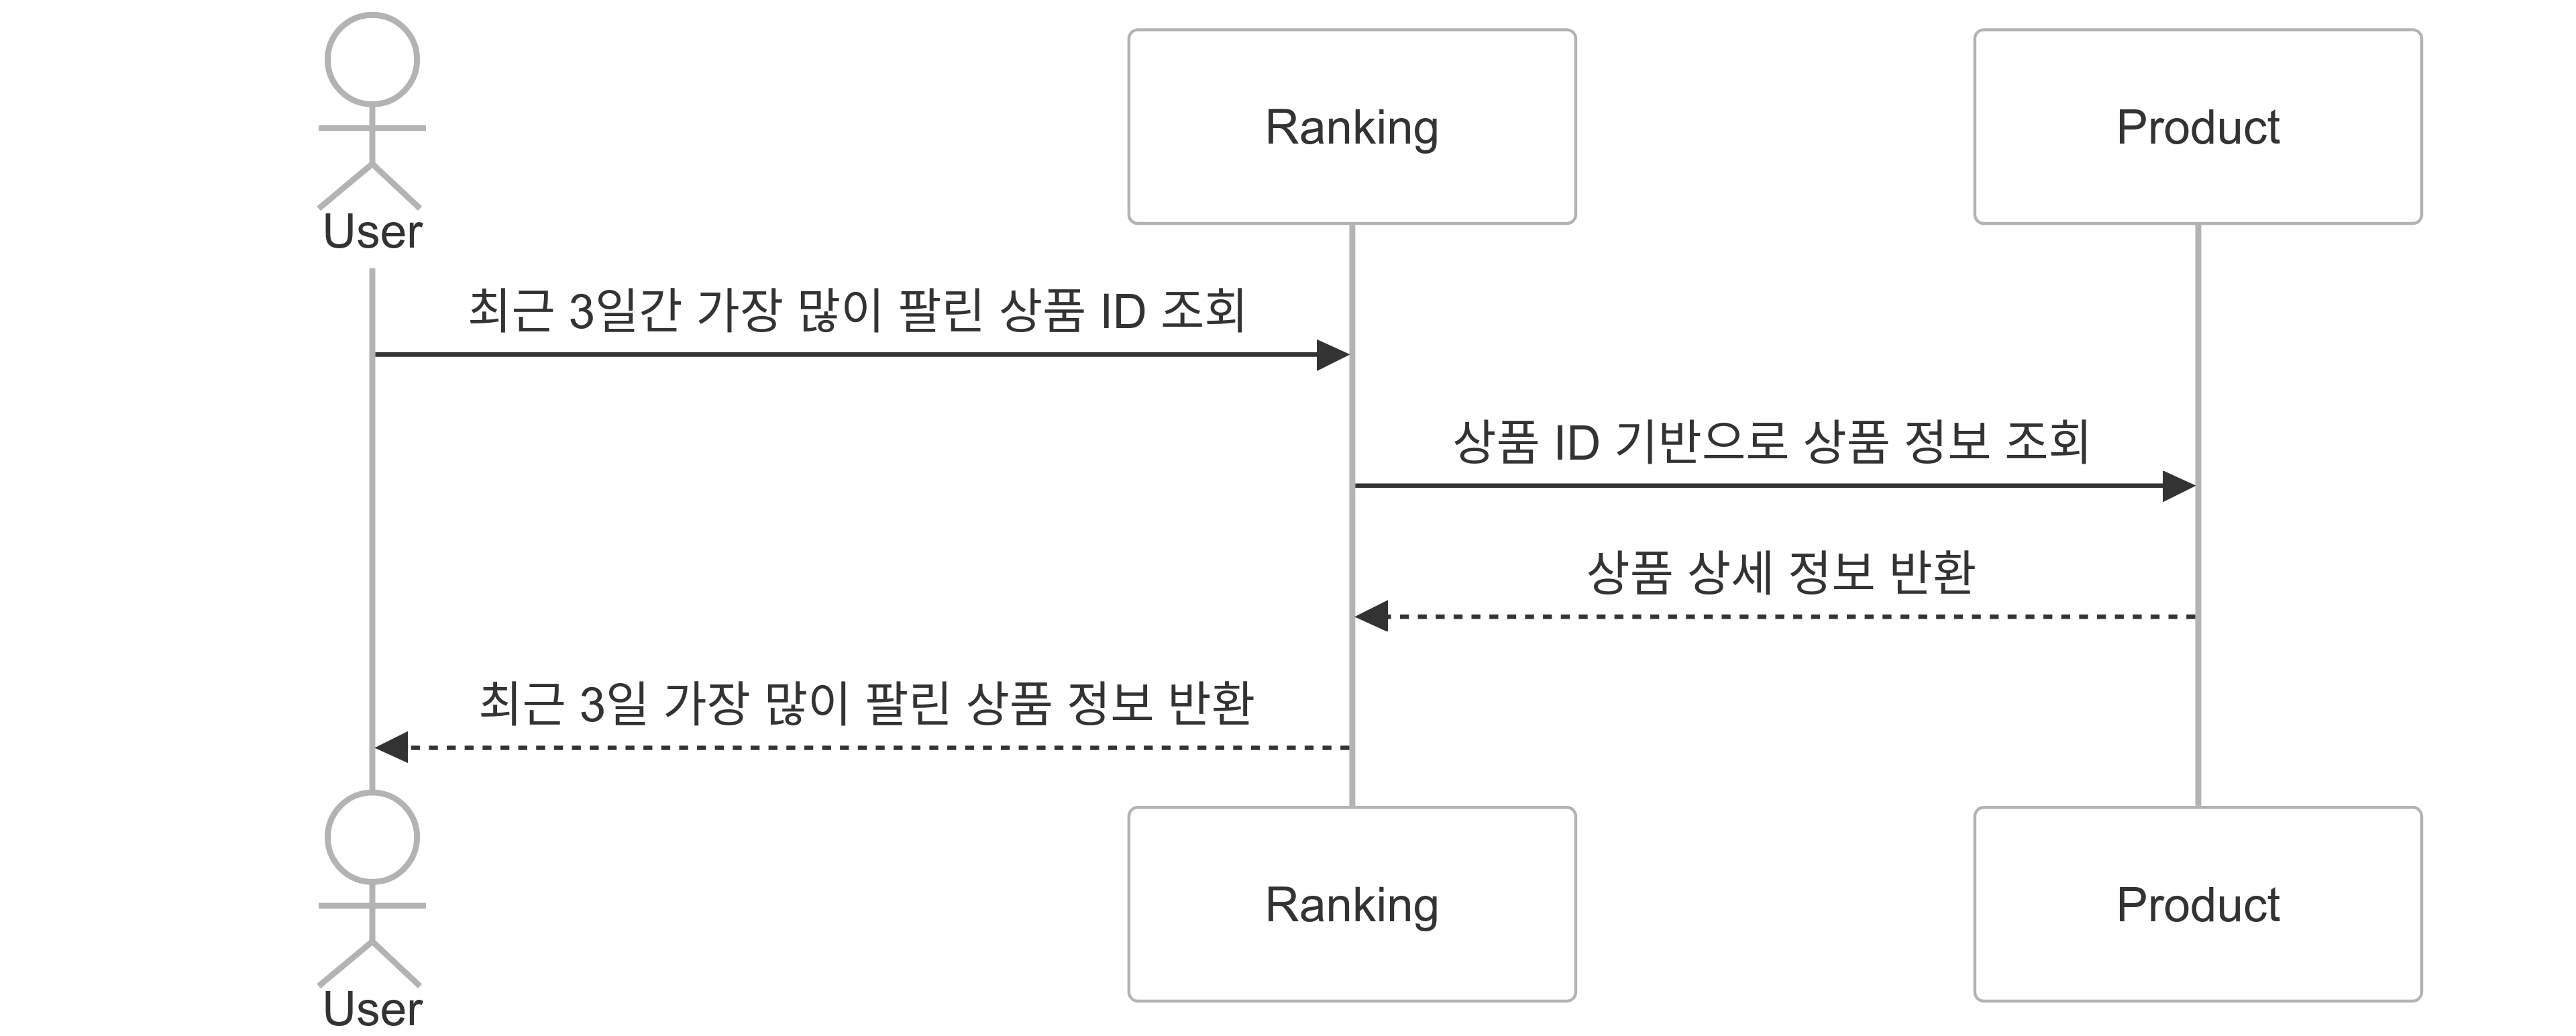 User
Ranking
Product
최근 3일간 가장 많이 팔린 상품 ID 조회
상품 ID 기반으로 상품 정보 조회
상품 상세 정보 반환
최근 3일 가장 많이 팔린 상품 정보 반환
User
Ranking
Product